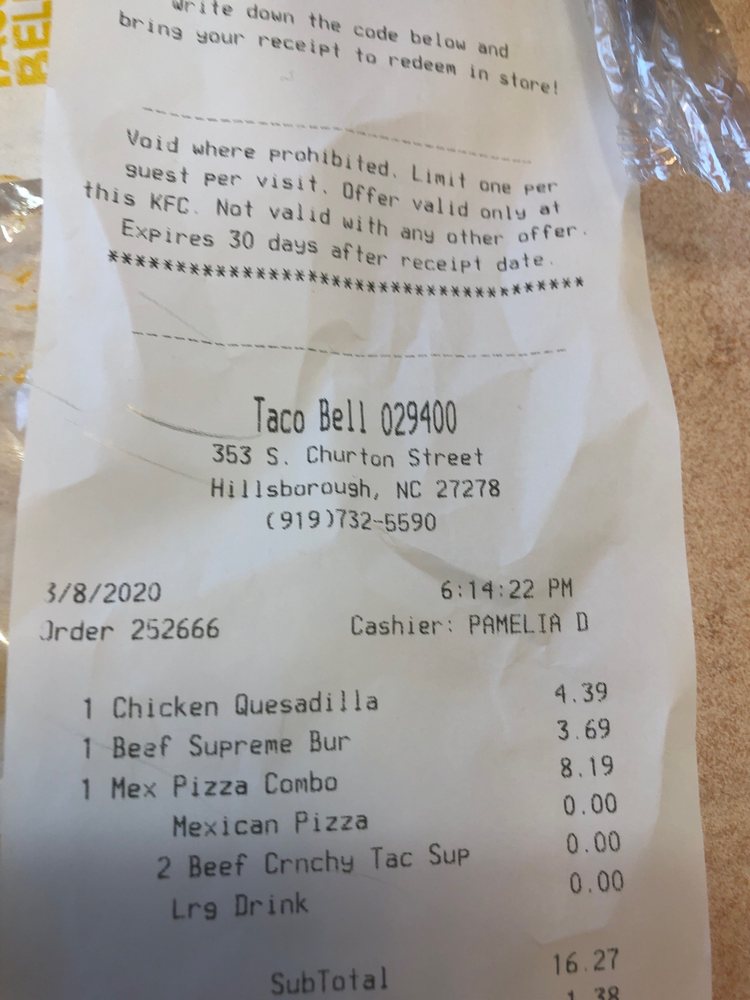 BELL
Write down the code below and
bring your receipt to redeem in store!
Void where prohibited. Limit one per
guest per visit. Offer valid only at
this KFC. Not valid with any other offer.
Expires 30 days after receipt date.
****************************************
Taco Bell 029400
353 S. Churton Street
Hillsborough, NC 27278
(919)732-5590
3/8/2020 6:14:22 PM
Order 252666 Cashier: PAMELIA D
1 Chicken Quesadilla 4.39
1 Beef Supreme Bur 3.69
1 Mex Pizza Combo 8.19
Mexican Pizza 0.00
2 Beef Crnchy Tac Sup 0.00
Lrg Drink 0.00
SubTotal 16.27
1.38